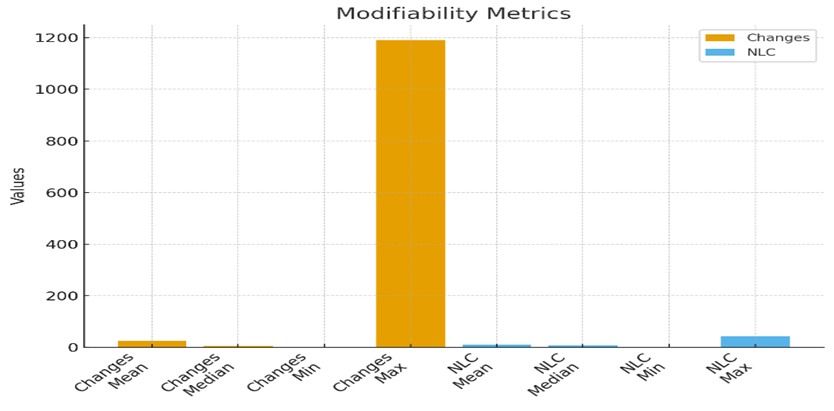 Modifiability Metrics
Changes
NLC
Values
1200
1000
800
600
400
200
0
Changes
Mean
Changes
Median
Changes
Min
Changes
Max
NLC
Mean
NLC
Median
NLC
Min
NLC
Max